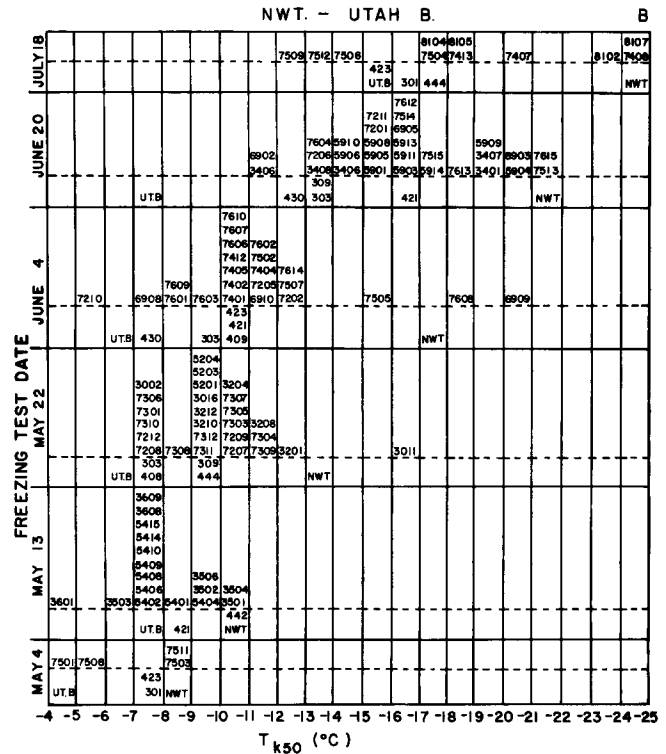 NWT. - UTAH B. B
8104 8105 8107
7509 7512 7506 7504 7413 7407 8102 7408
423
UT.B 301 444 NWT
JULY 18
7612
7211 7514
7201 6905
7604 5910 5908 5913 5909
6902 7206 5906 5905 5911 7515 3407 8903 7615
3406 3408 3406 5901 5903 5914 7613 3401 5904 7513
309
UT.B 430 303 421 NWT
JUNE 20
7610
7607
7606 7602
7412 7502
7609 7405 7404 7614
7402 7205 7507
7210 6908 7601 7603 7401 6910 7202 7505 7608 6909
423
421
UT.B 430 303 409 NWT
JUNE 4
5204
5203
3002 5201 3204
7306 3016 7307
7301 3212 7305
7310 3210 7303 3208
7212 7312 7209 7304
7208 7308 7311 7207 7309 3201 3011
303 309
UT.B 408 444 NWT
MAY 22
3609
3608
5415
5414
5410
5409
5408 3506
5406 3502 3504
3601 3503 5402 5401 5404 3501
442
UT.B 421 NWT
MAY 13
7511
7501 7508 7503
423
UT.B 301 NWT
MAY 4
FREEZING TEST DATE
-4 -5 -6 -7 -8 -9 -10 -11 -12 -13 -14 -15 -16 -17 -18 -19 -20 -21 -22 -23 -24 -25
Tk50 (°C)